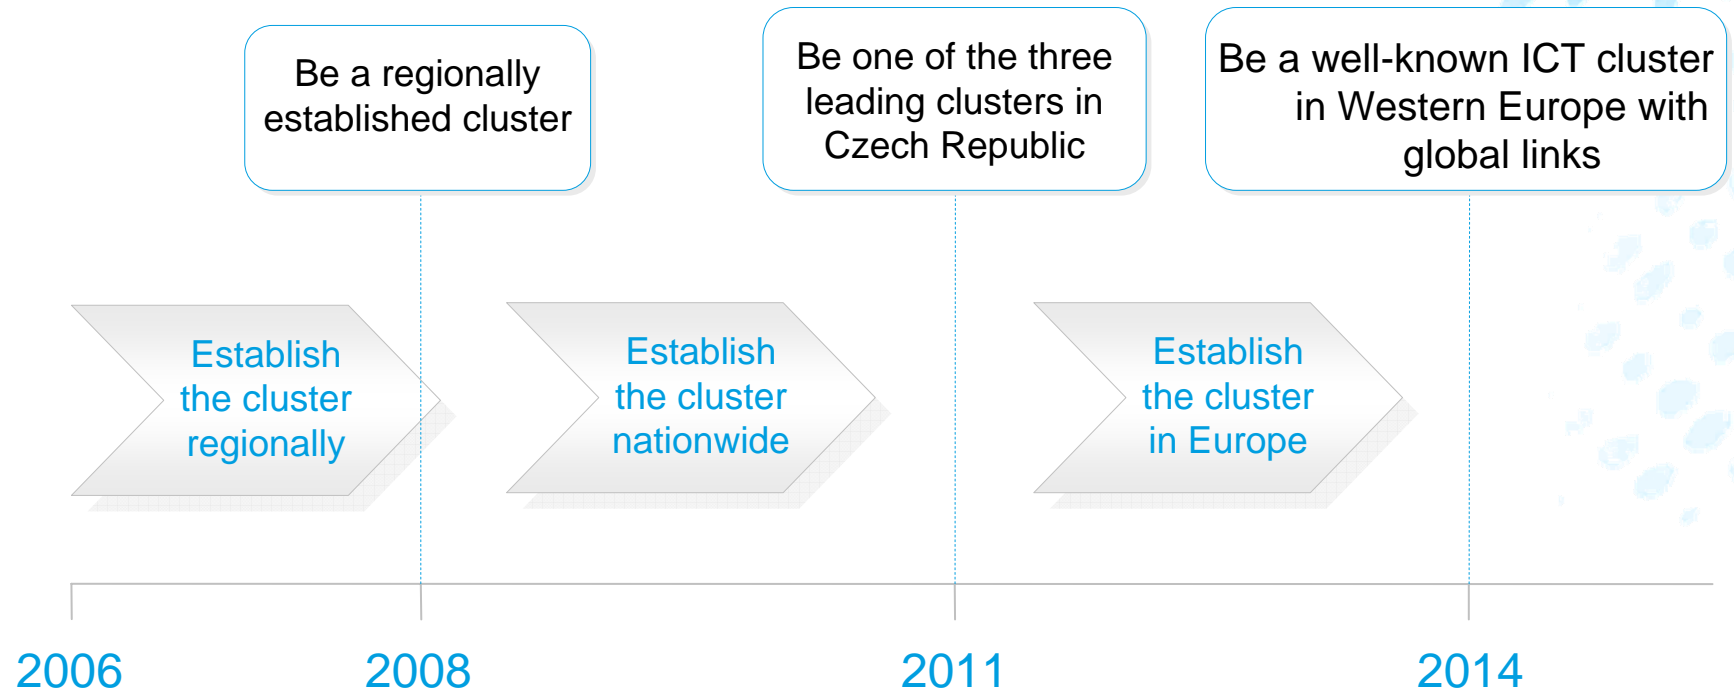 Be a regionally
established cluster
Be one of the three
leading clusters in
Czech Republic
Be a well-known ICT cluster
in Western Europe with
global links
Establish
the cluster
regionally
Establish
the cluster
nationwide
Establish
the cluster
in Europe
2006
2008
2011
2014